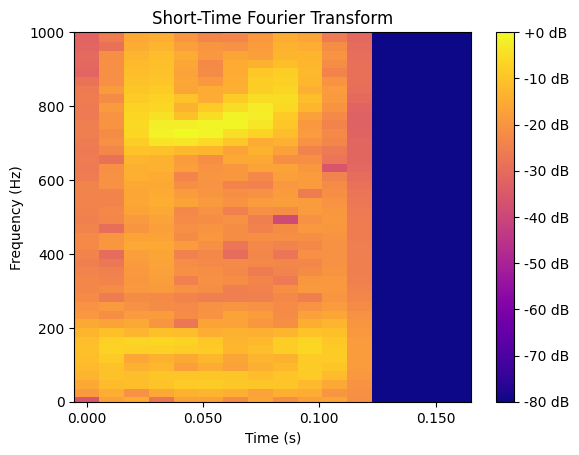 Short-Time Fourier Transform
Frequency (Hz)
1000
800
600
400
200
0
0.000
0.050
0.100
0.150
Time (s)
+0 dB
-10 dB
-20 dB
-30 dB
-40 dB
-50 dB
-60 dB
-70 dB
-80 dB